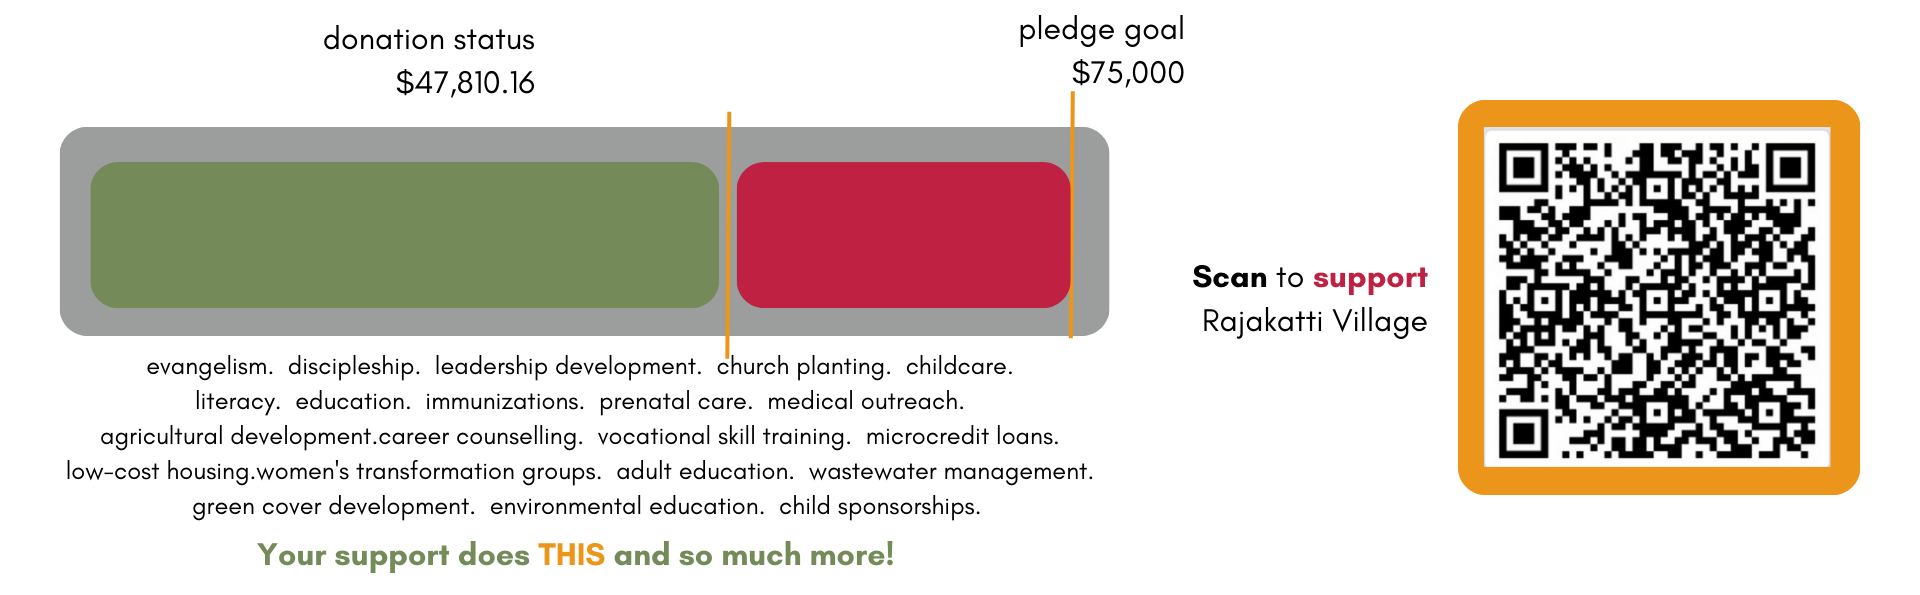 donation status
$47,810.16
pledge goal
$75,000
evangelism. discipleship. leadership development. church planting. childcare.
literacy. education. immunizations. prenatal care. medical outreach.
agricultural development.career counselling. vocational skill training. microcredit loans.
low-cost housing.women's transformation groups. adult education. wastewater management.
green cover development. environmental education. child sponsorships.
Your support does THIS and so much more!
Scan to support
Rajakatti Village